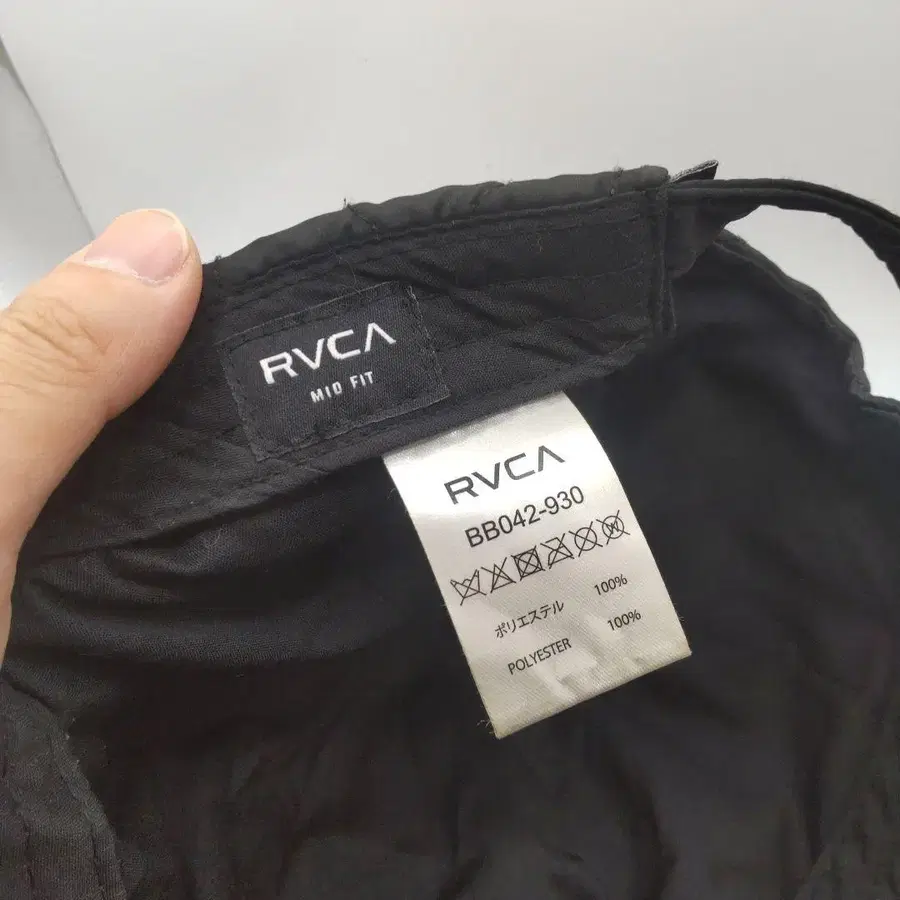 RVCA
MID FIT
RVCA
BB042-930
ポリエステル 100%
POLYESTER 100%